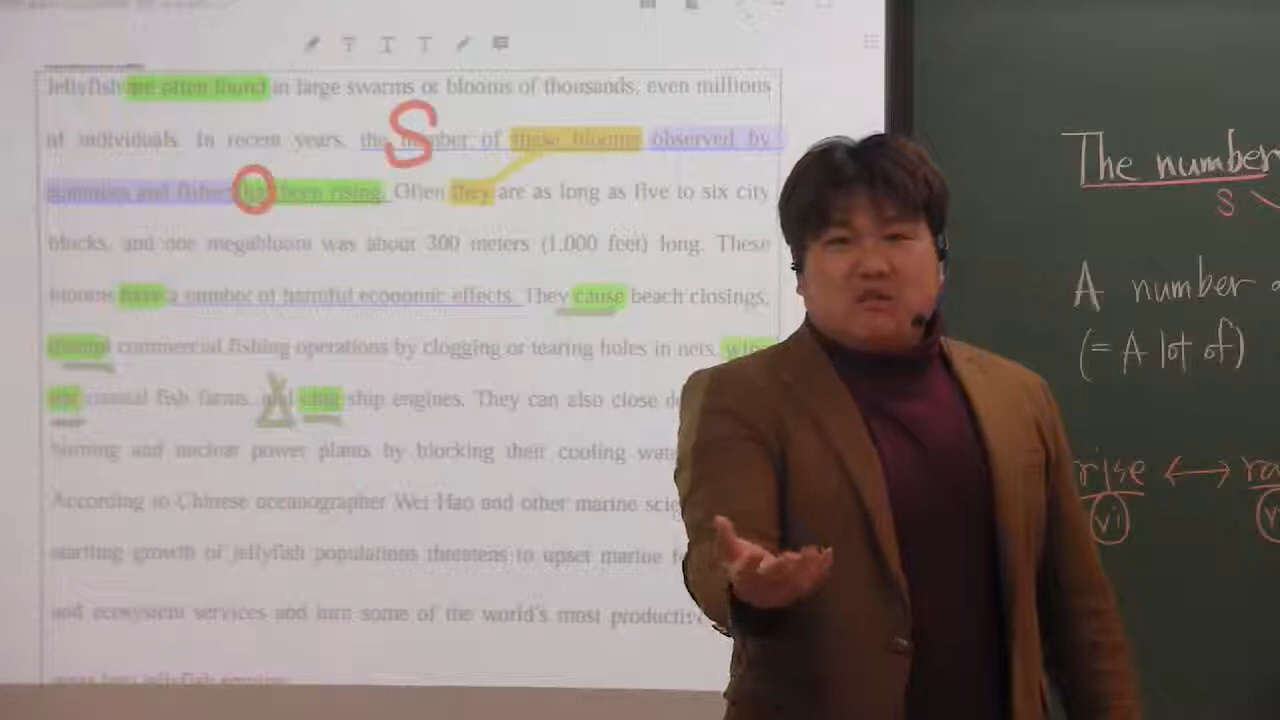 Jellyfish are often found in large swarms or blooms of thousands, even millions
of individuals. In recent years, the number of these blooms observed by
S
scientists and fishers has been rising. Often they are as long as five to six city
blocks, and one megabloom was about 300 meters (1,000 feet) long. These
blooms have a number of harmful economic effects. They cause beach closings,
commercial fishing operations by clogging or tearing holes in nets,
coastal fish farms, and clog ship engines. They can also close
burning and nuclear power plants by blocking their cooling
According to Chinese oceanographer Wei Hao and other marine
startling growth of jellyfish populations threatens to upset marine
and ecosystem services and turn some of the world's most productive
jellyfish
The number
S
A number
(= A lot of)
rise ↔
vi